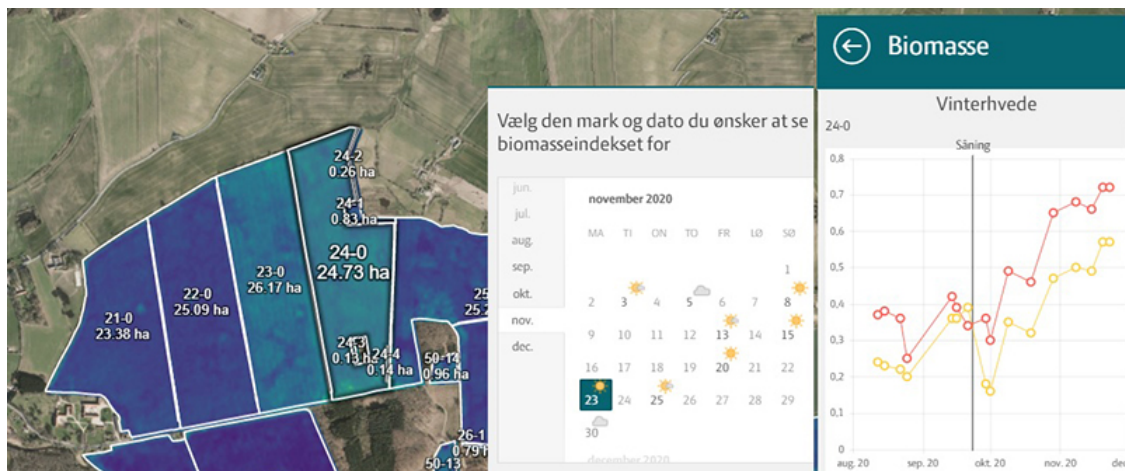 24-2
0.26 ha
24-1
0.83 ha
24-0
24.73 ha
23-0
26.17 ha
22-0
25.09 ha
21-0
23.38 ha
24-3
0.13 ha
24-4
0.14 ha
50-14
0.96 ha
26-1
0.79 h
50-13
25
25.2
Vælg den mark og dato du ønsker at se
biomasseindekset for
jun.
jul.
aug.
sep.
okt.
nov.
dec.
november 2020
MA TI ON TO FR LØ SØ
1
2 3 4 5 6 7 8
9 10 11 12 13 14 15
16 17 18 19 20 21 22
23 24 25 26 27 28 29
30
december 2020
Biomasse
Vinterhvede
24-0
Såning
0,8
0,7
0,6
0,5
0,4
0,3
0,2
0,1
0
aug. 20 sep. 20 okt. 20 nov. 20 de